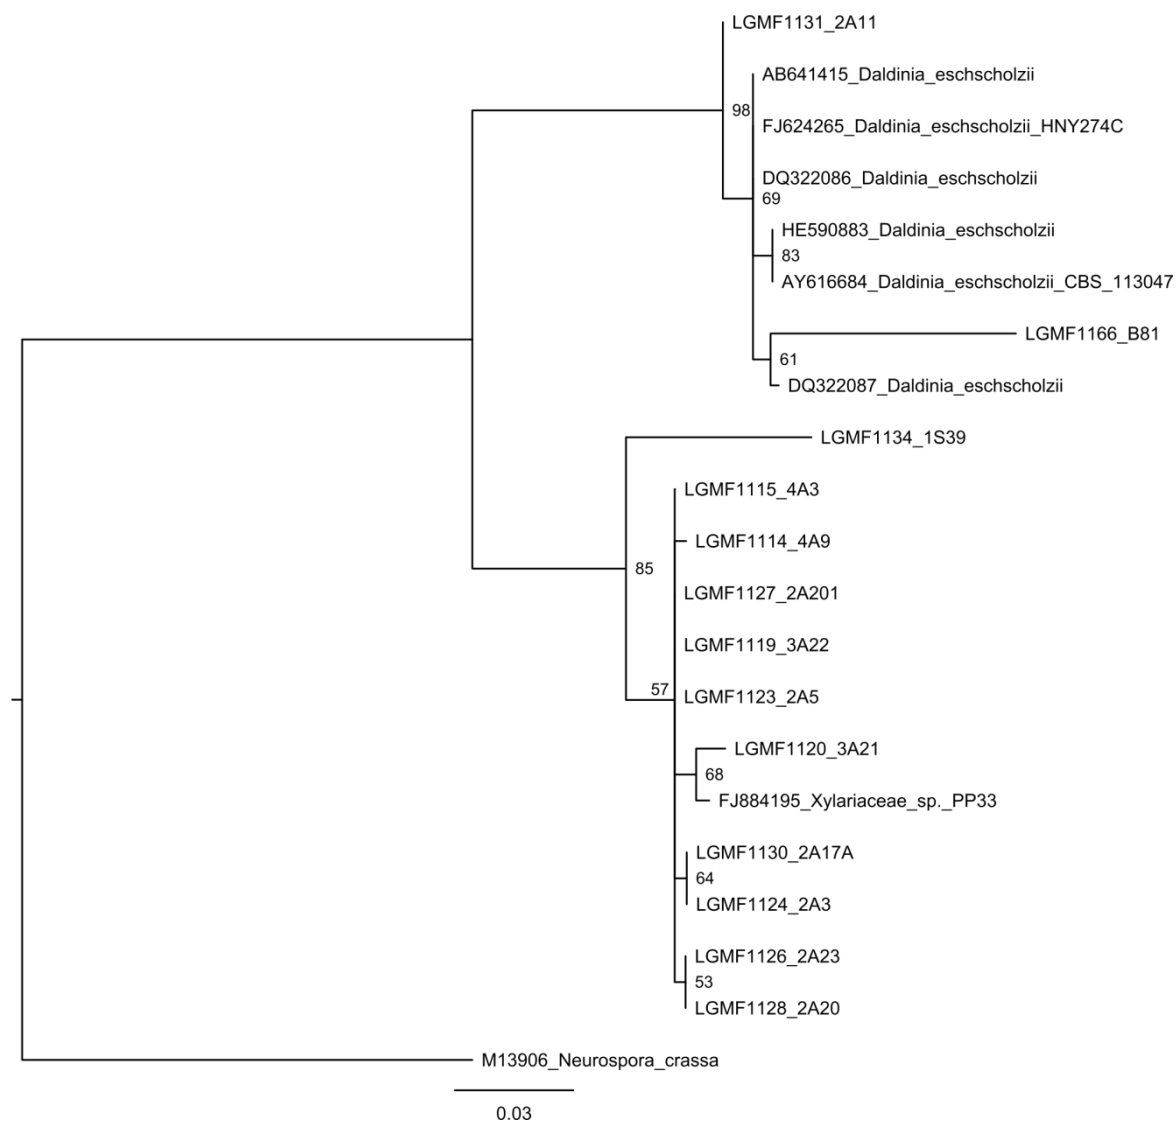 LGMF1131_2A11
AB641415_Daldinia_eschscholzii
98
FJ624265_Daldinia_eschscholzii_HNY274C
DQ322086_Daldinia_eschscholzii
69
HE590883_Daldinia_eschscholzii
83
AY616684_Daldinia_eschscholzii_CBS_113047
LGMF1166_B81
61
DQ322087_Daldinia_eschscholzii
LGMF1134_1S39
LGMF1115_4A3
LGMF1114_4A9
85
LGMF1127_2A201
LGMF1119_3A22
57
LGMF1123_2A5
LGMF1120_3A21
68
FJ884195_Xylariaceae_sp._PP33
LGMF1130_2A17A
64
LGMF1124_2A3
LGMF1126_2A23
53
LGMF1128_2A20
M13906_Neurospora_crassa
0.03